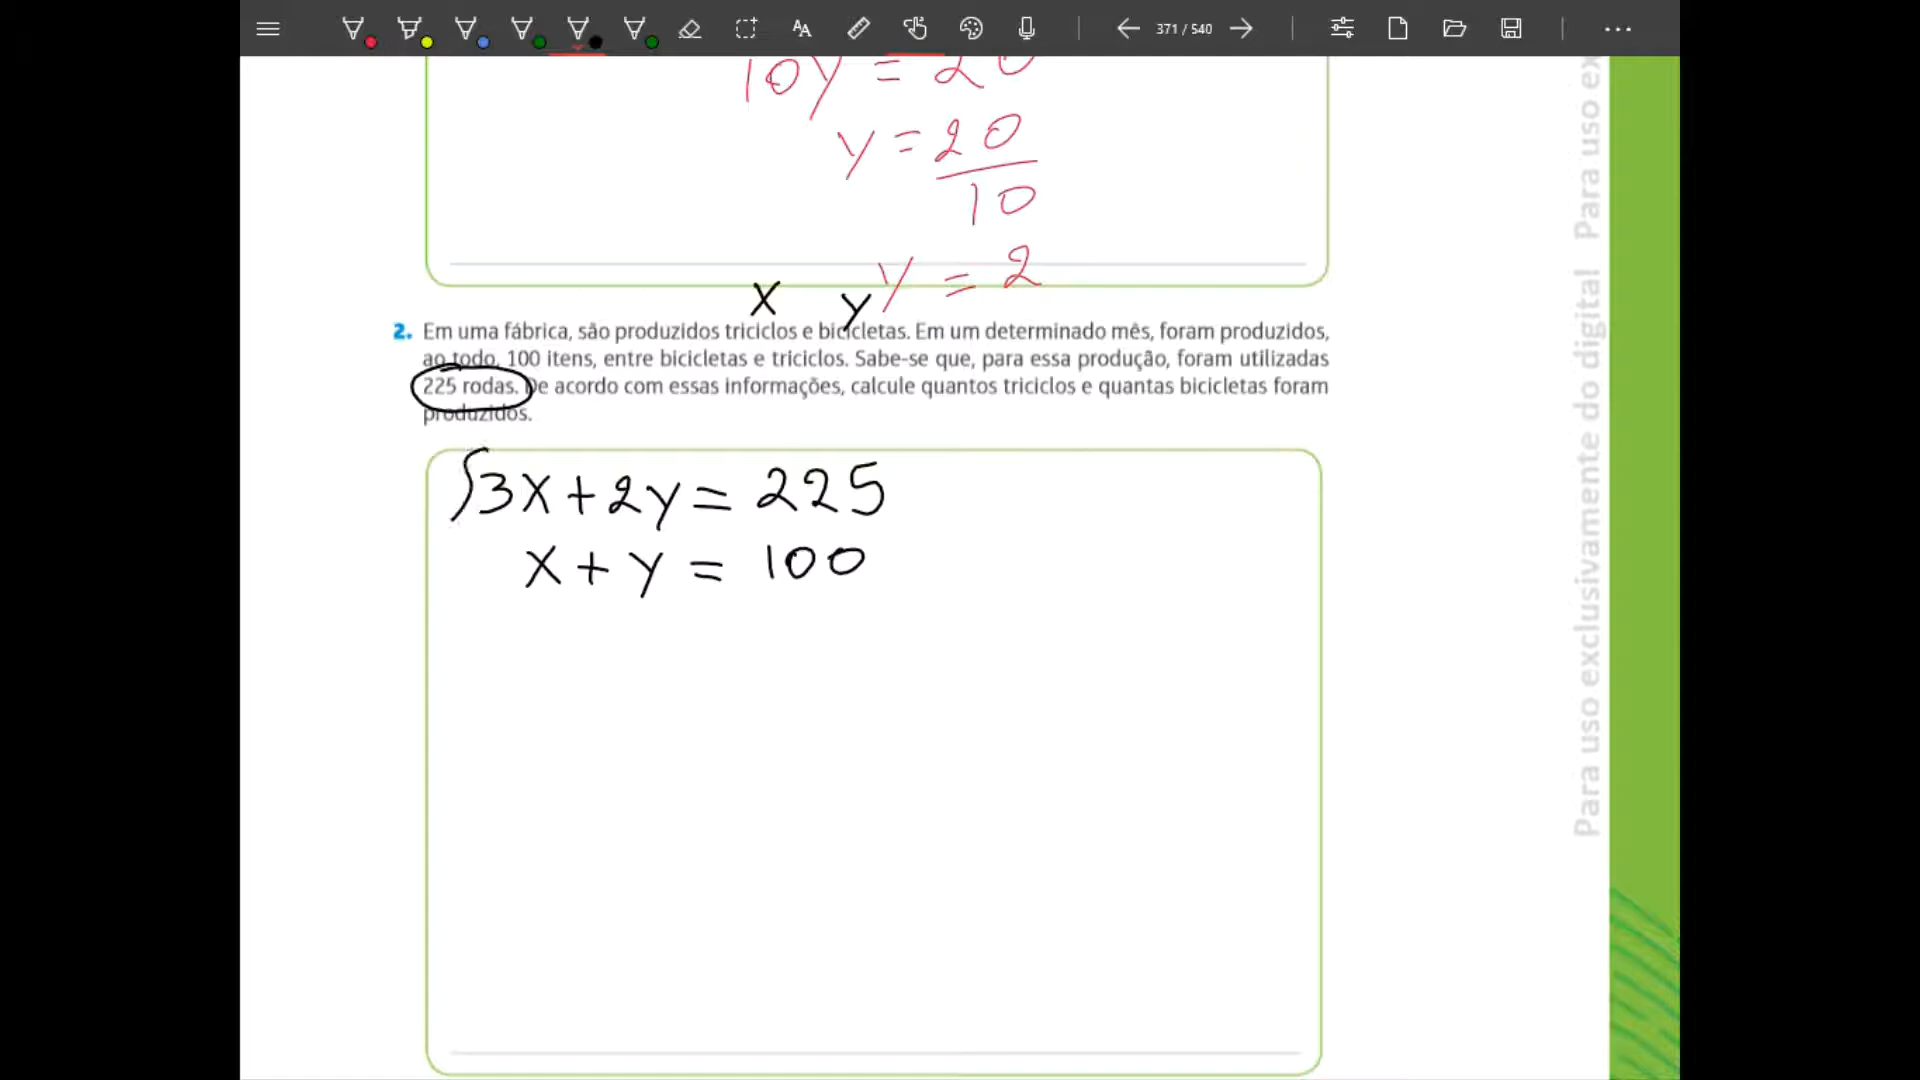 371 / 540
10y = 20
y = 20
10
y = 2
x y
2. Em uma fábrica, são produzidos triciclos e bicicletas. Em um determinado mês, foram produzidos,
ao todo, 100 itens, entre bicicletas e triciclos. Sabe-se que, para essa produção, foram utilizadas
225 rodas. De acordo com essas informações, calcule quantos triciclos e quantas bicicletas foram
produzidos.
3x + 2y = 225
x + y = 100
Para uso exclusivamente do digital Para uso ex